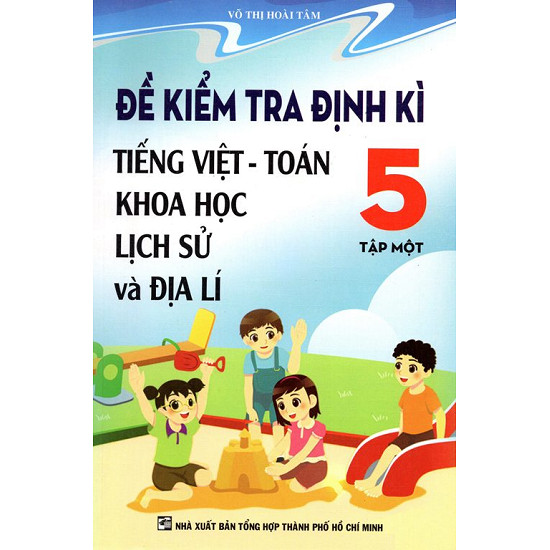 VÕ THỊ HOÀI TÂM
ĐỀ KIỂM TRA ĐỊNH KÌ
TIẾNG VIỆT - TOÁN
KHOA HỌC
LỊCH SỬ
và ĐỊA LÍ
5
TẬP MỘT
NHÀ XUẤT BẢN TỔNG HỢP THÀNH PHỐ HỒ CHÍ MINH